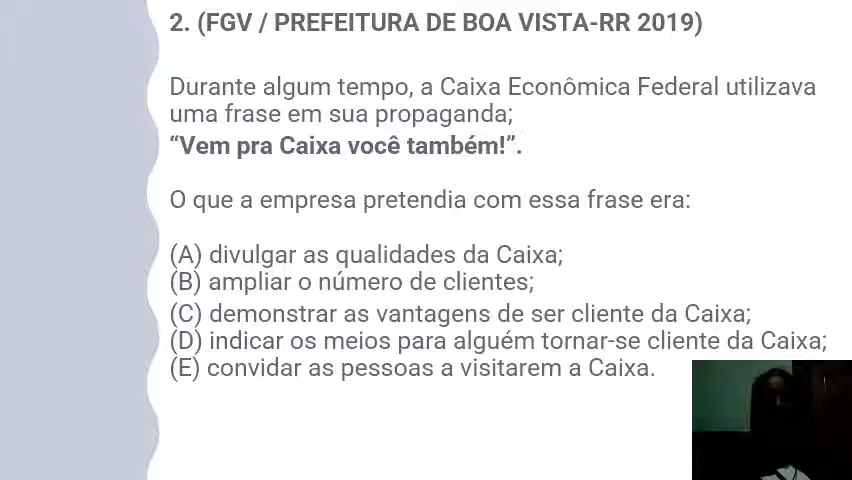 2. (FGV / PREFEITURA DE BOA VISTA-RR 2019)
Durante algum tempo, a Caixa Econômica Federal utilizava
uma frase em sua propaganda;
“Vem pra Caixa você também!”.
O que a empresa pretendia com essa frase era:
(A) divulgar as qualidades da Caixa;
(B) ampliar o número de clientes;
(C) demonstrar as vantagens de ser cliente da Caixa;
(D) indicar os meios para alguém tornar-se cliente da Caixa;
(E) convidar as pessoas a visitarem a Caixa.